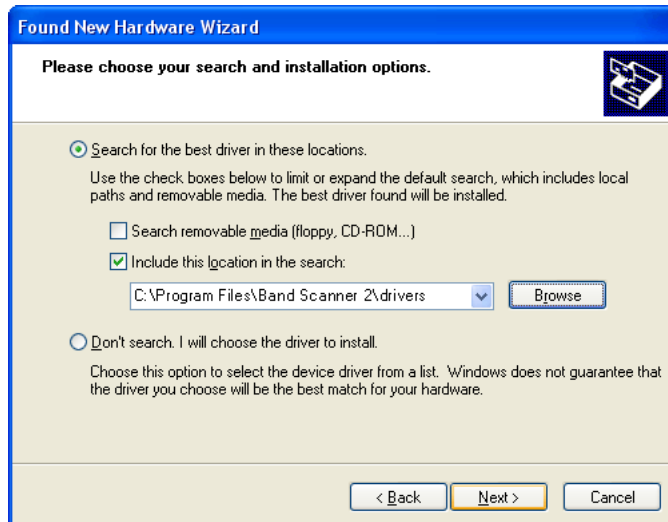 Found New Hardware Wizard
Please choose your search and installation options.
Search for the best driver in these locations.
Use the check boxes below to limit or expand the default search, which includes local
paths and removable media. The best driver found will be installed.
Search removable media (floppy, CD-ROM...)
Include this location in the search:
C:\Program Files\Band Scanner 2\drivers
Browse
Don't search. I will choose the driver to install.
Choose this option to select the device driver from a list. Windows does not guarantee that
the driver you choose will be the best match for your hardware.
< Back
Next >
Cancel